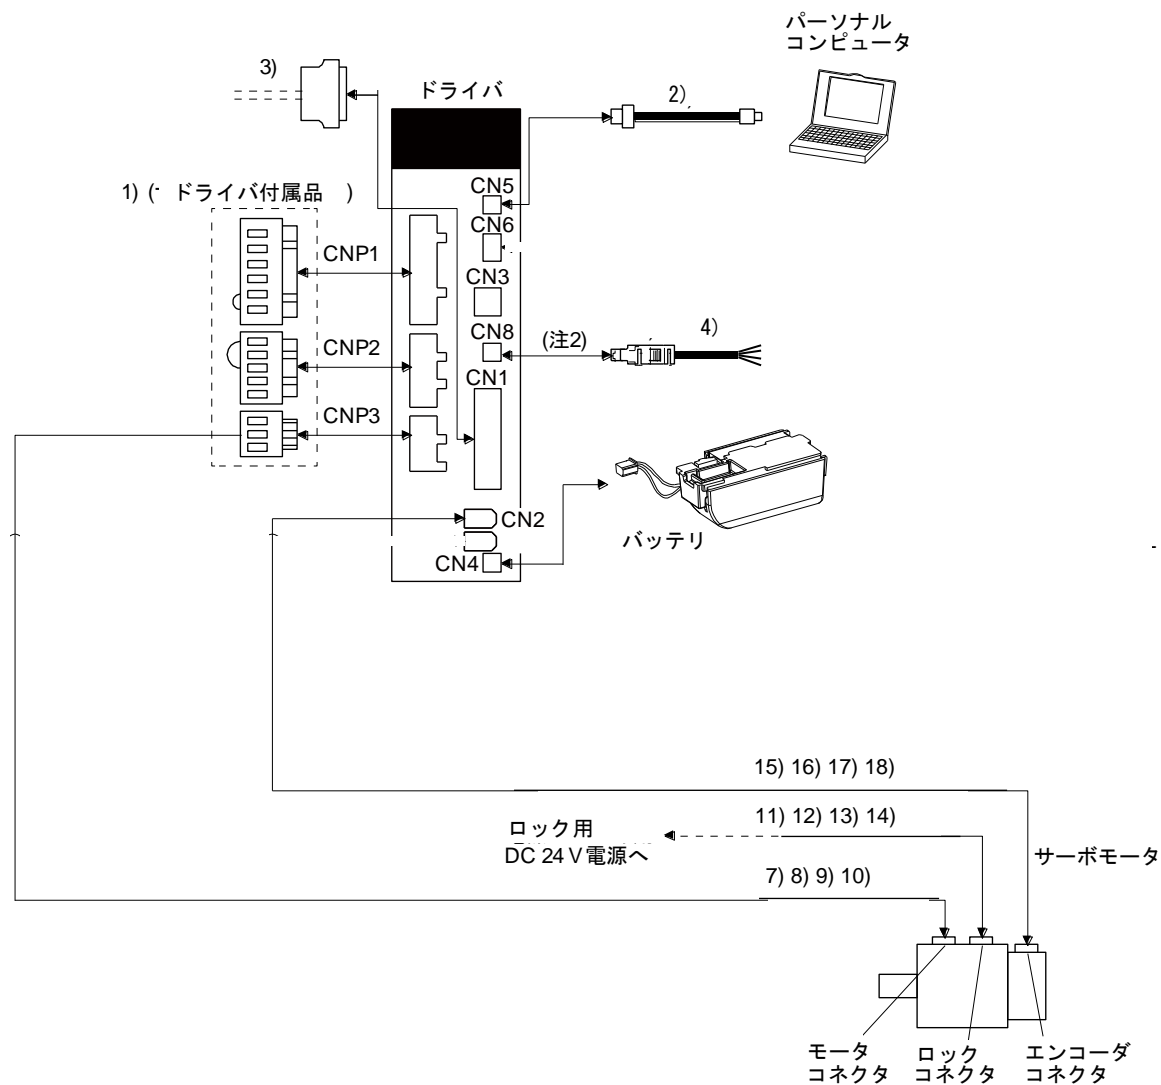 パーソナル
コンピュータ
3)
ドライバ
2)
1) (ドライバ付属品 )
CN5
CN6
CNP1
CN3
CN8
(注2)
4)
CNP2
CN1
CNP3
CN2
バッテリ
CN4
15) 16) 17) 18)
11) 12) 13) 14)
ロック用
DC 24 V電源へ
サーボモータ
7) 8) 9) 10)
モータ
コネクタ
ロック
コネクタ
エンコーダ
コネクタ